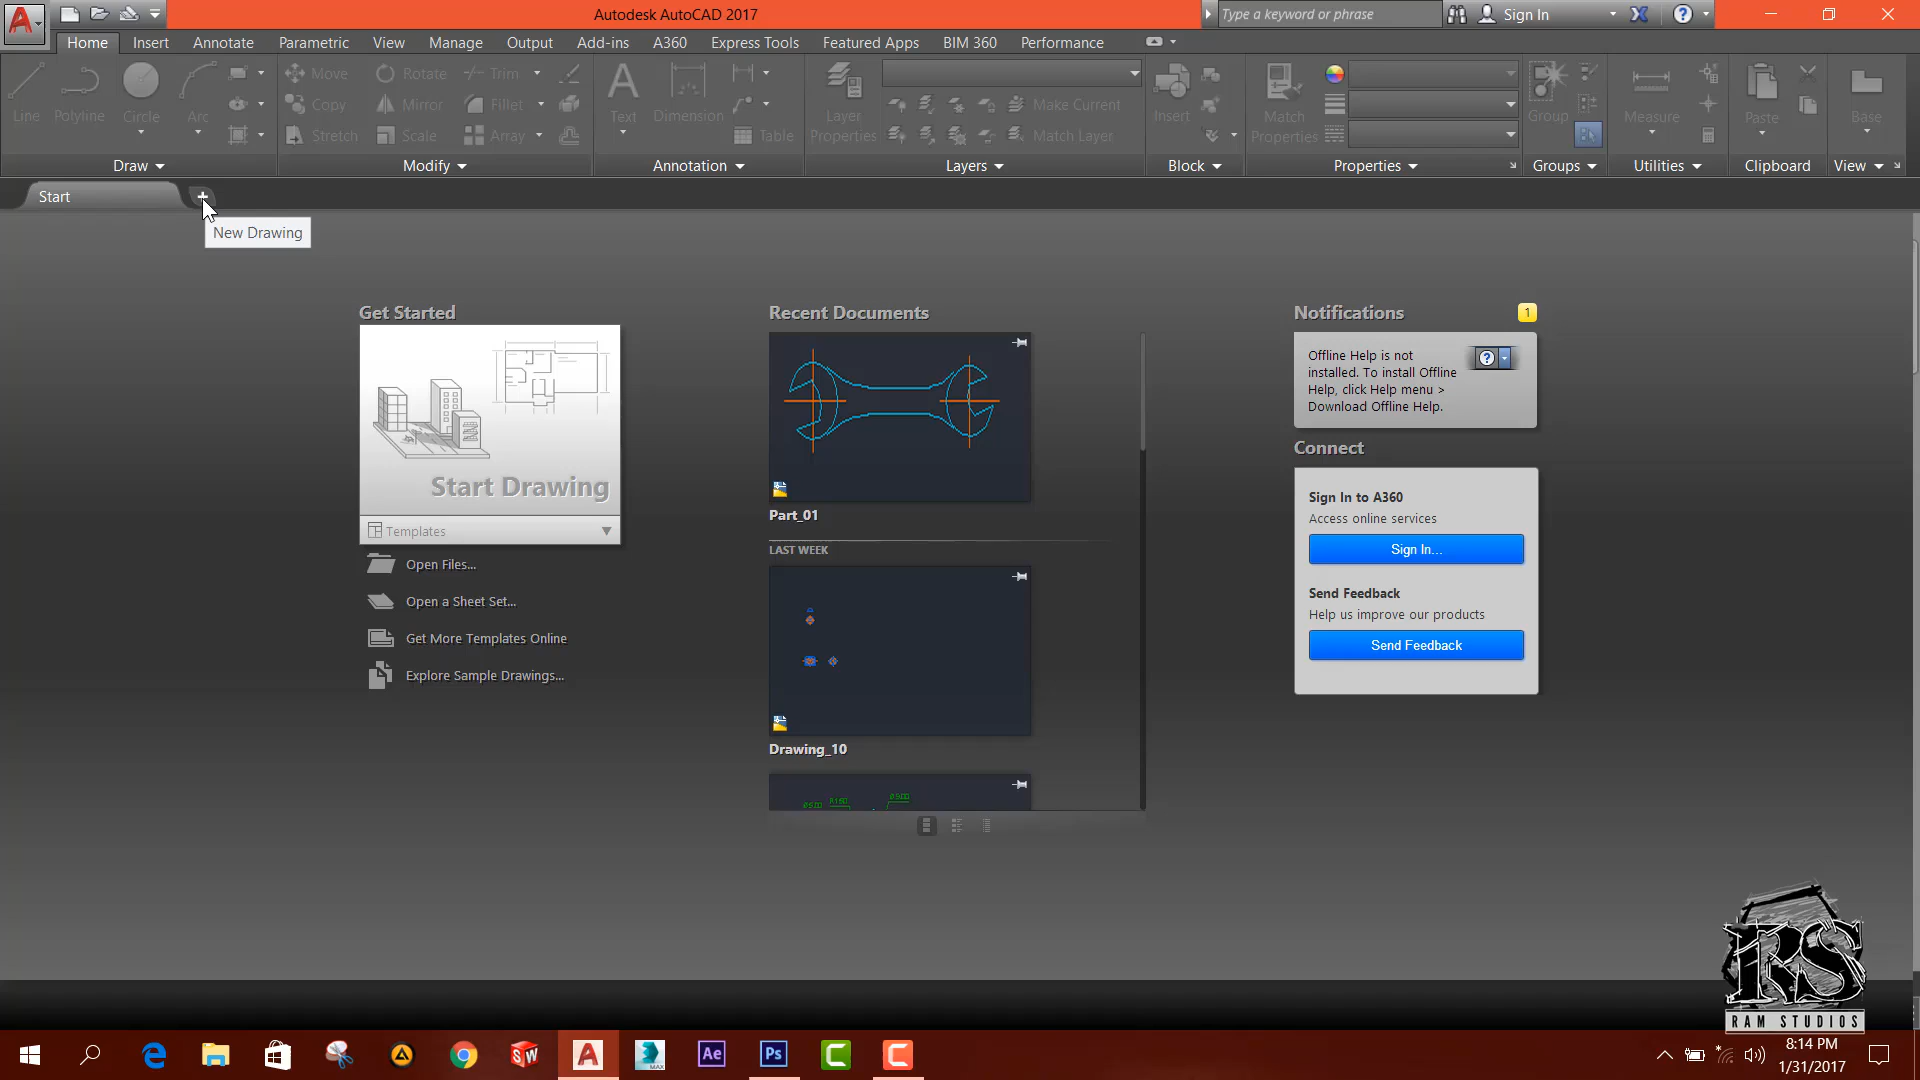 Autodesk AutoCAD 2017
Type a keyword or phrase
Sign In
Home Insert Annotate Parametric View Manage Output Add-ins A360 Express Tools Featured Apps BIM 360 Performance
Line Polyline Circle Arc
Move Rotate Trim
Copy Mirror Fillet
Stretch Scale Array
Text Dimension Table
Layer Properties
Make Current
Match Layer
Insert
Match Properties
Group
Measure
Paste
Base
Draw Modify Annotation Layers Block Properties Groups Utilities Clipboard View
Start
New Drawing
Get Started
Start Drawing
Templates
Open Files...
Open a Sheet Set...
Get More Templates Online
Explore Sample Drawings...
Recent Documents
Part_01
LAST WEEK
Drawing_10
Notifications 1
Offline Help is not
installed. To install Offline
Help, click Help menu >
Download Offline Help.
Connect
Sign In to A360
Access online services
Sign In...
Send Feedback
Help us improve our products
Send Feedback
RS
RAM STUDIOS
SW
A
MAX
Ae
Ps
C
C
8:14 PM
1/31/2017